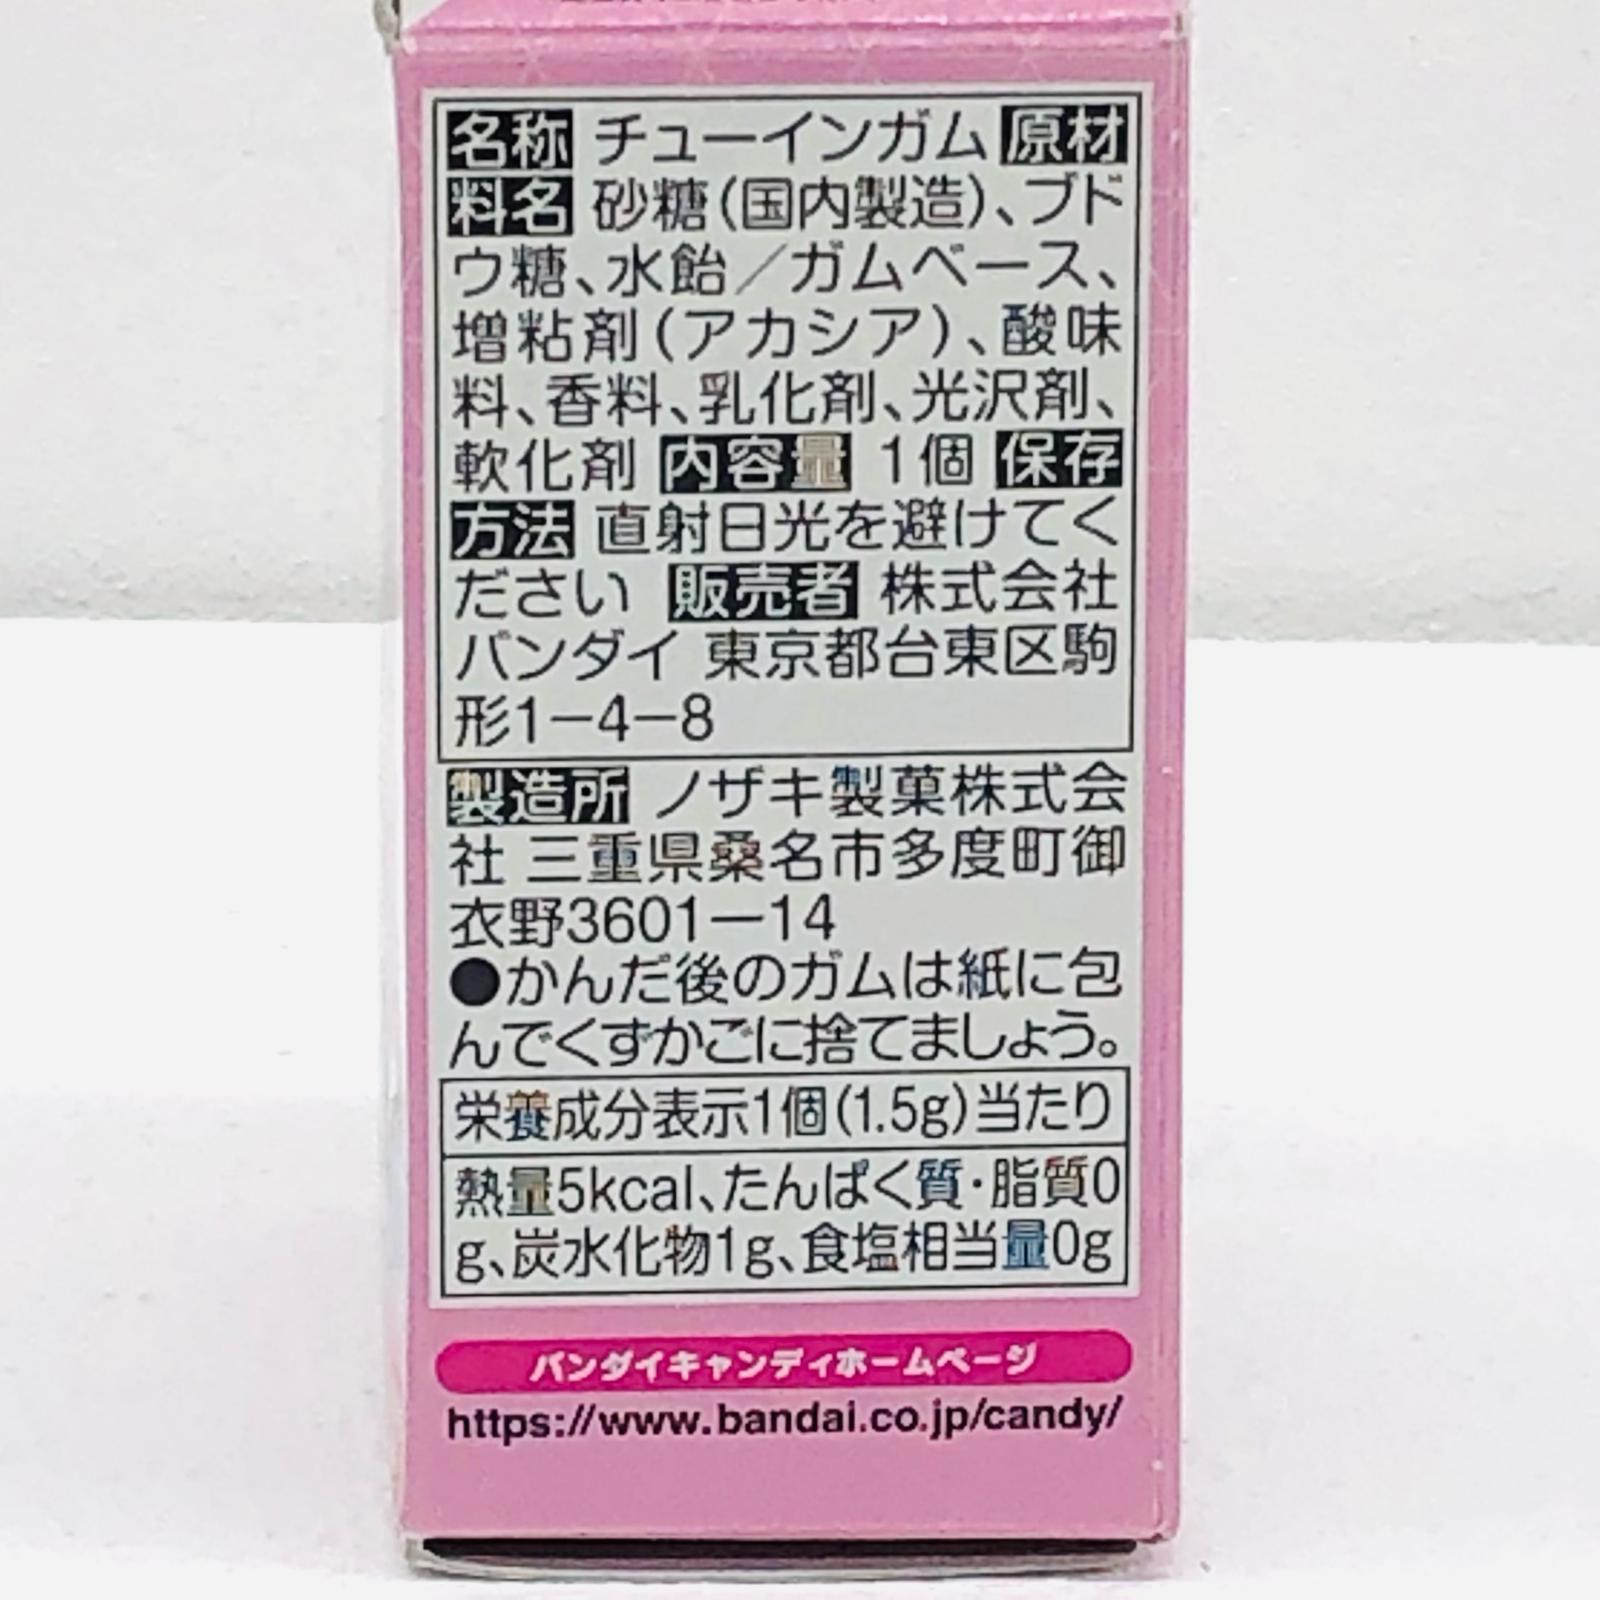 名称 チューインガム 原材
料名 砂糖(国内製造)、ブド
ウ糖、水飴／ガムベース、
増粘剤(アカシア)、酸味
料、香料、乳化剤、光沢剤、
軟化剤 内容量 1個 保存
方法 直射日光を避けてく
ださい 販売者 株式会社
バンダイ 東京都台東区駒
形1−4−8
製造所 ノザキ製菓株式会
社 三重県桑名市多度町御
衣野3601−14
●かんだ後のガムは紙に包
んでくずかごに捨てましょう。
栄養成分表示1個(1.5g)当たり
熱量5kcal、たんぱく質・脂質0
g、炭水化物1g、食塩相当量0g
バンダイキャンディホームページ
https://www.bandai.co.jp/candy/